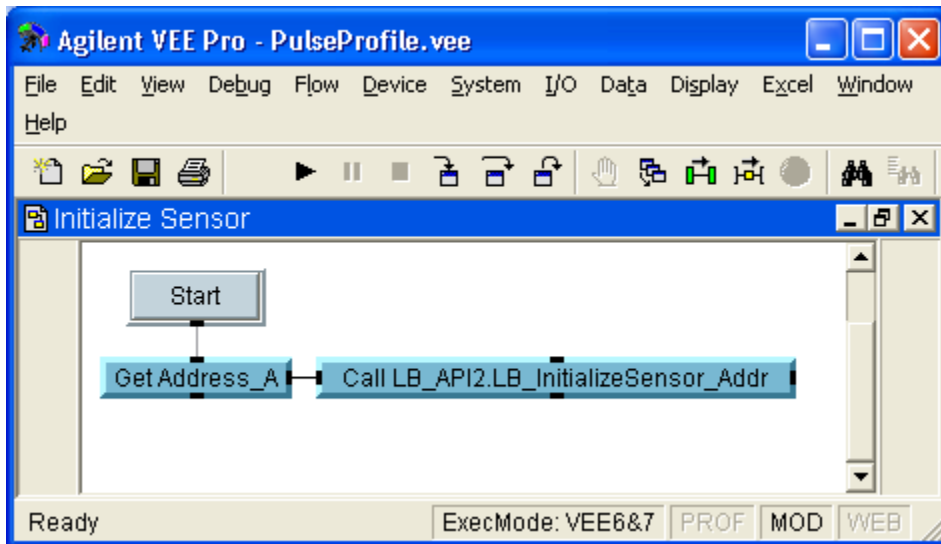 Agilent VEE Pro - PulseProfile.vee
File Edit View Debug Flow Device System I/O Data Display Excel Window
Help
Initialize Sensor
Start
Get Address_A Call LB_API2.LB_InitializeSensor_Addr
Ready ExecMode: VEE6&7 PROF MOD WEB